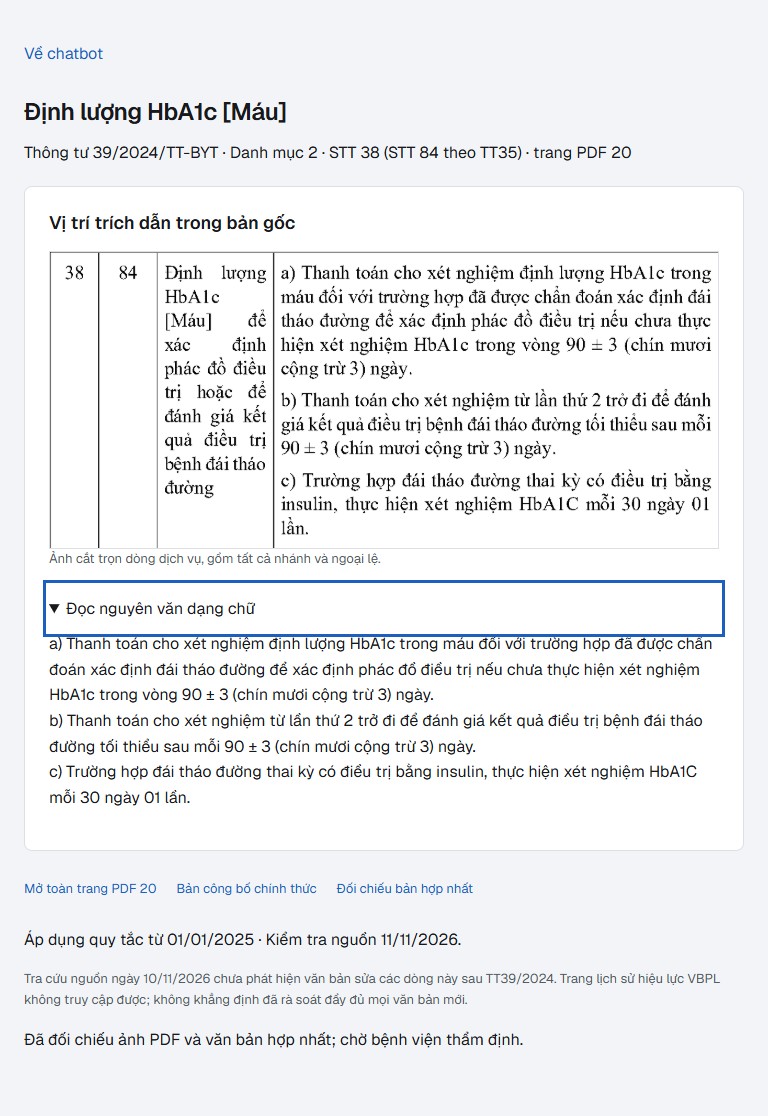 Về chatbot
Định lượng HbA1c [Máu]
Thông tư 39/2024/TT-BYT · Danh mục 2 · STT 38 (STT 84 theo TT35) · trang PDF 20
Vị trí trích dẫn trong bản gốc
38
84
Định lượng
HbA1c
[Máu] để
xác định
phác đồ điều
trị hoặc để
đánh giá kết
quả điều trị
bệnh đái tháo
đường
a) Thanh toán cho xét nghiệm định lượng HbA1c trong
máu đối với trường hợp đã được chẩn đoán xác định đái
tháo đường để xác định phác đồ điều trị nếu chưa thực
hiện xét nghiệm HbA1c trong vòng 90 ± 3 (chín mươi
cộng trừ 3) ngày.
b) Thanh toán cho xét nghiệm từ lần thứ 2 trở đi để đánh
giá kết quả điều trị bệnh đái tháo đường tối thiểu sau mỗi
90 ± 3 (chín mươi cộng trừ 3) ngày.
c) Trường hợp đái tháo đường thai kỳ có điều trị bằng
insulin, thực hiện xét nghiệm HbA1C mỗi 30 ngày 01
lần.
Ảnh cắt trọn dòng dịch vụ, gồm tất cả nhánh và ngoại lệ.
▼ Đọc nguyên văn dạng chữ
a) Thanh toán cho xét nghiệm định lượng HbA1c trong máu đối với trường hợp đã được chẩn
đoán xác định đái tháo đường để xác định phác đồ điều trị nếu chưa thực hiện xét nghiệm
HbA1c trong vòng 90 ± 3 (chín mươi cộng trừ 3) ngày.
b) Thanh toán cho xét nghiệm từ lần thứ 2 trở đi để đánh giá kết quả điều trị bệnh đái tháo
đường tối thiểu sau mỗi 90 ± 3 (chín mươi cộng trừ 3) ngày.
c) Trường hợp đái tháo đường thai kỳ có điều trị bằng insulin, thực hiện xét nghiệm HbA1C
mỗi 30 ngày 01 lần.
Mở toàn trang PDF 20 Bản công bố chính thức Đối chiếu bản hợp nhất
Áp dụng quy tắc từ 01/01/2025 · Kiểm tra nguồn 11/11/2026.
Tra cứu nguồn ngày 10/11/2026 chưa phát hiện văn bản sửa các dòng này sau TT39/2024. Trang lịch sử hiệu lực VBPL
không truy cập được; không khẳng định đã rà soát đầy đủ mọi văn bản mới.
Đã đối chiếu ảnh PDF và văn bản hợp nhất; chờ bệnh viện thẩm định.